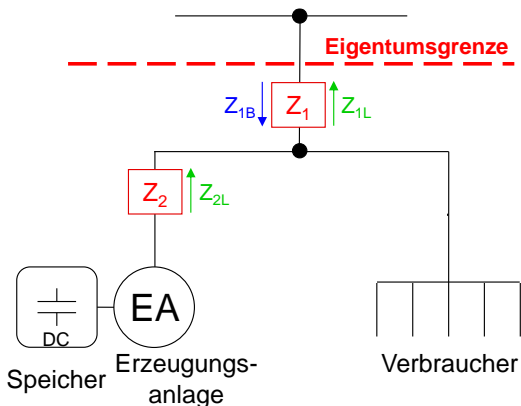 Eigentumsgrenze
Z1B Z1 Z1L
Z2 Z2L
EA
DC
Speicher Erzeugungs-
anlage
Verbraucher